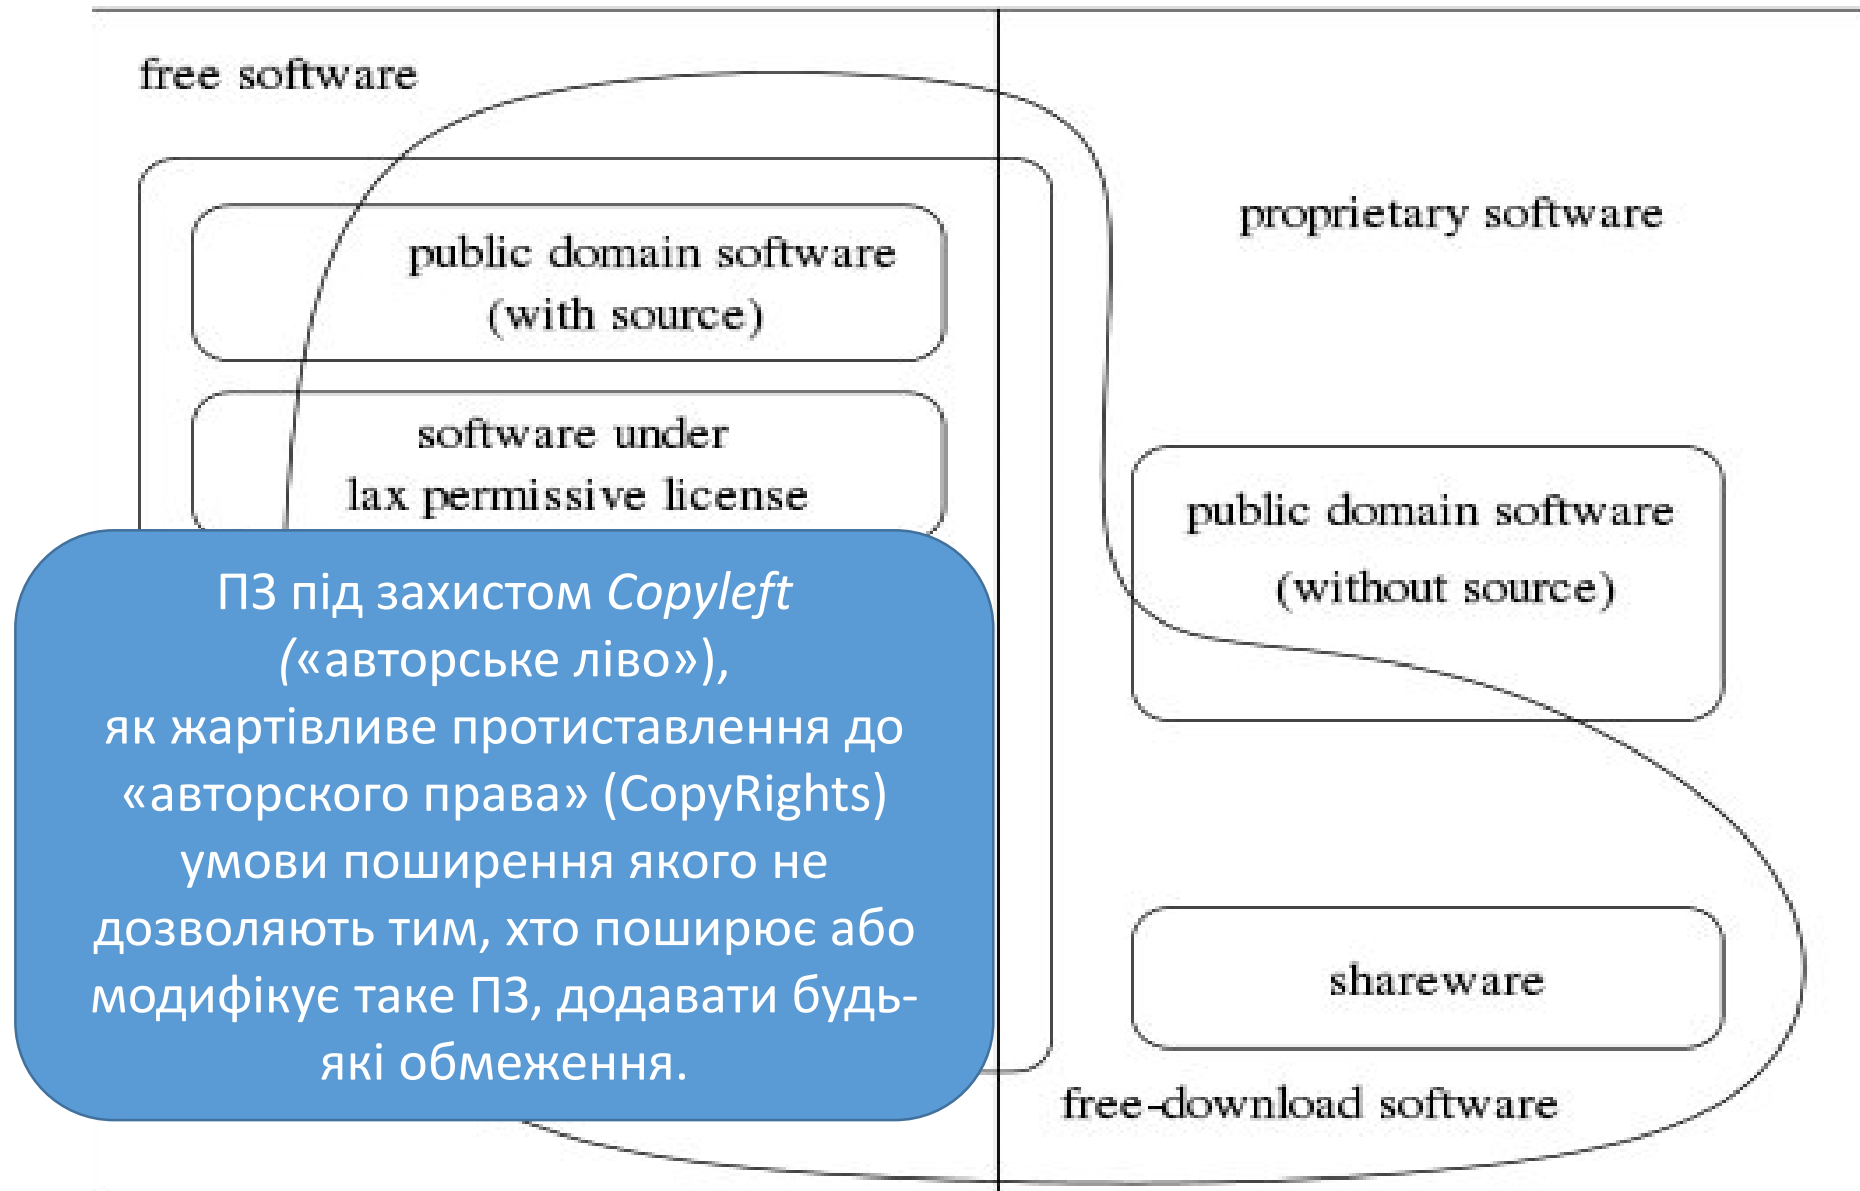 free software
proprietary software
public domain software
(with source)
software under
lax permissive license
public domain software
(without source)
ПЗ під захистом Copyleft
(«авторське ліво»),
як жартівливе протиставлення до
«авторского права» (CopyRights)
умови поширення якого не
дозволяють тим, хто поширює або
модифікує таке ПЗ, додавати будь-
які обмеження.
shareware
free-download software